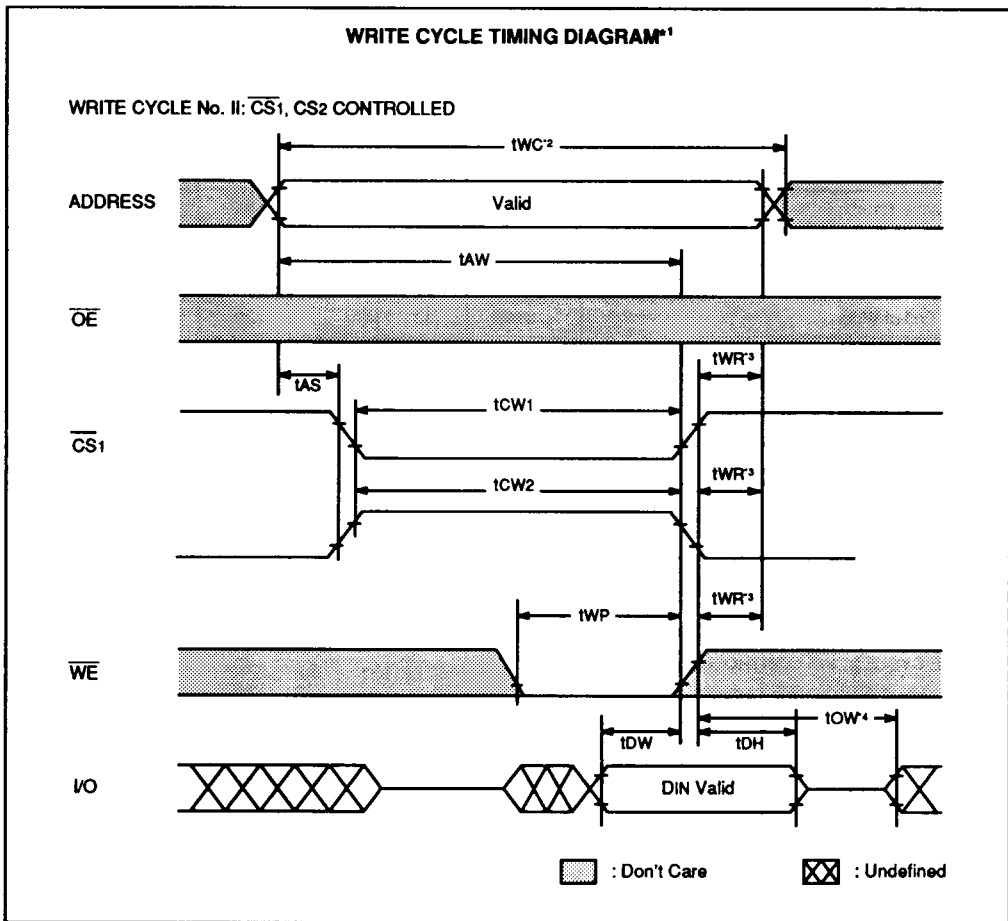 WRITE CYCLE TIMING DIAGRAM*1
WRITE CYCLE No. II: CS1, CS2 CONTROLLED
tWC*2
ADDRESS
Valid
tAW
OE
tAS
tWR*3
tCW1
CS1
tCW2
tWR*3
tWP
tWR*3
WE
tOW*4
tDW
tDH
I/O
DIN Valid
: Don't Care
: Undefined